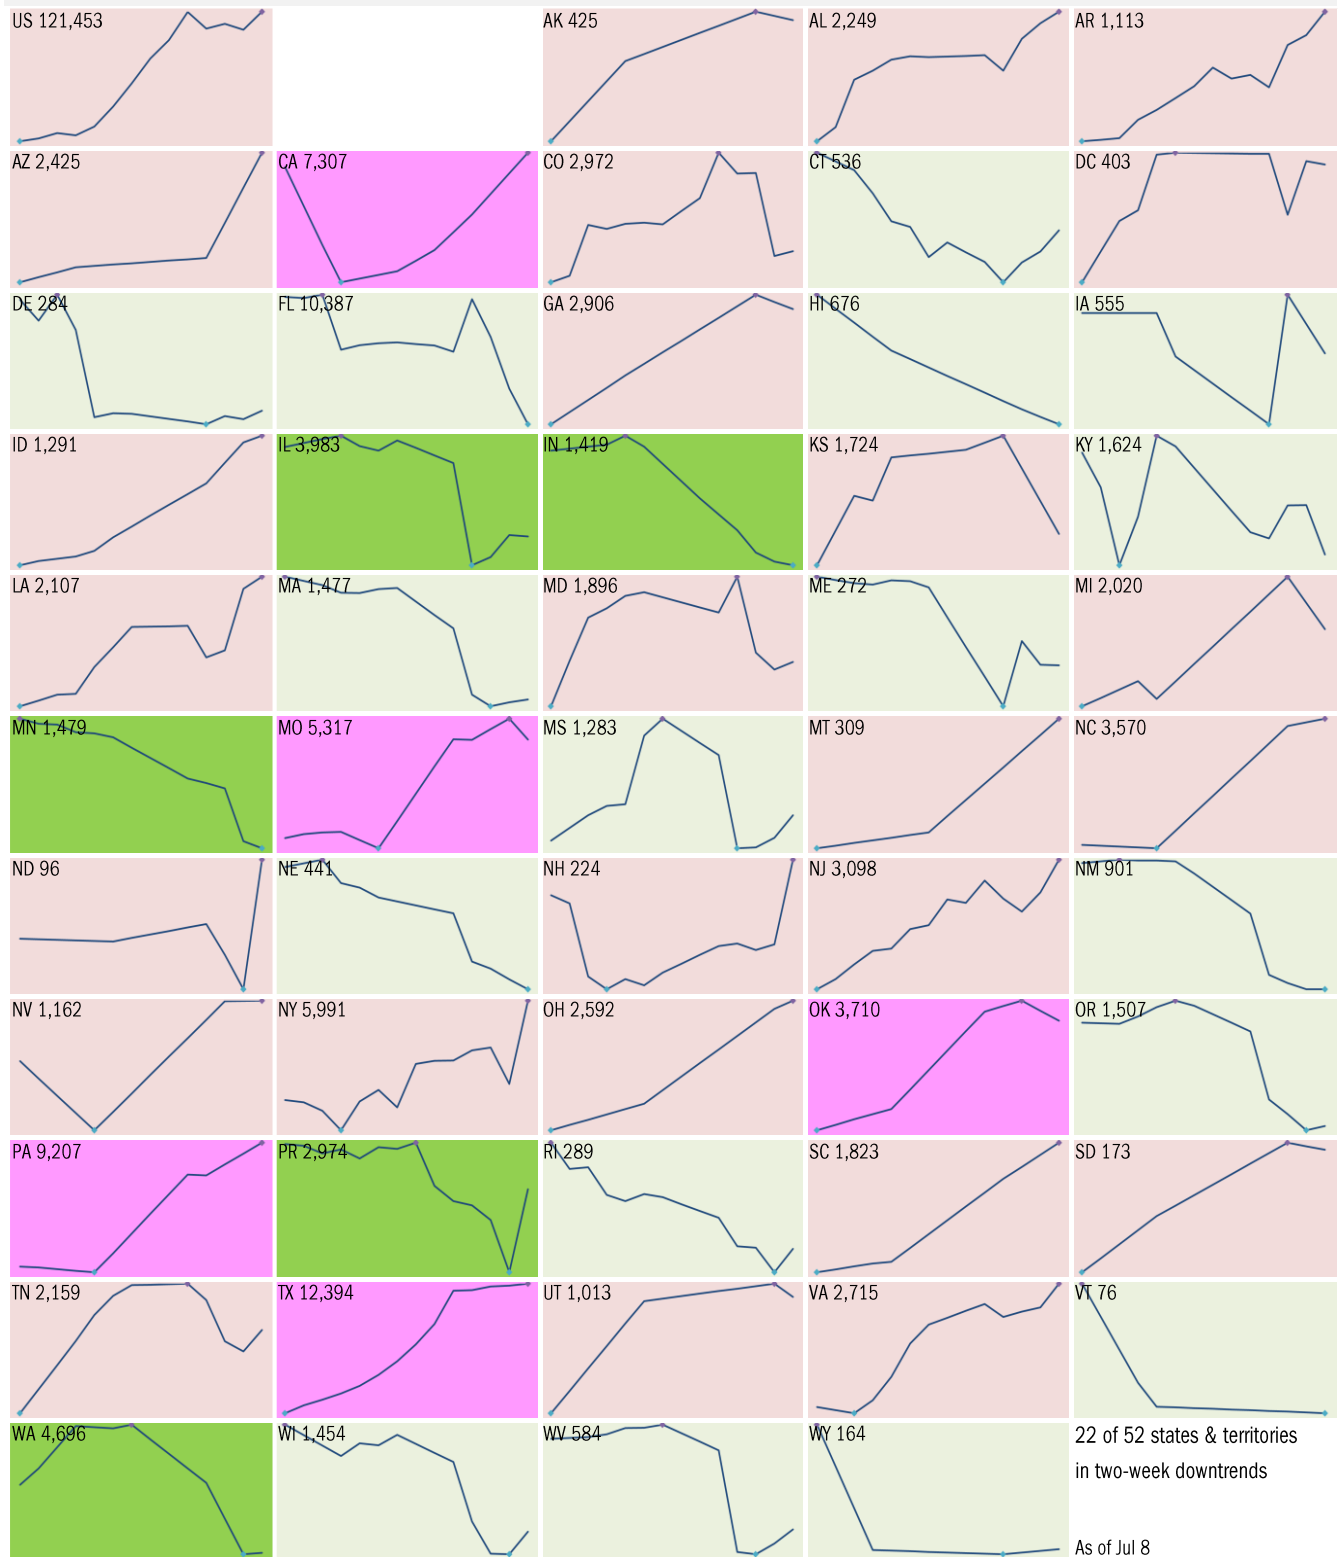 US 121,453
AK 425
AL 2,249
AR 1,113
AZ 2,425
CA 7,307
CO 2,972
CT 536
DC 403
DE 284
FL 10,387
GA 2,906
HI 676
IA 555
ID 1,291
IL 3,983
IN 1,419
KS 1,724
KY 1,624
LA 2,107
MA 1,477
MD 1,896
ME 272
MI 2,020
MN 1,479
MO 5,317
MS 1,283
MT 309
NC 3,570
ND 96
NE 441
NH 224
NJ 3,098
NM 901
NV 1,162
NY 5,991
OH 2,592
OK 3,710
OR 1,507
PA 9,207
PR 2,974
RI 289
SC 1,823
SD 173
TN 2,159
TX 12,394
UT 1,013
VA 2,715
VT 76
WA 4,696
WI 1,454
WV 584
WY 164
22 of 52 states & territories
in two-week downtrends
As of Jul 8